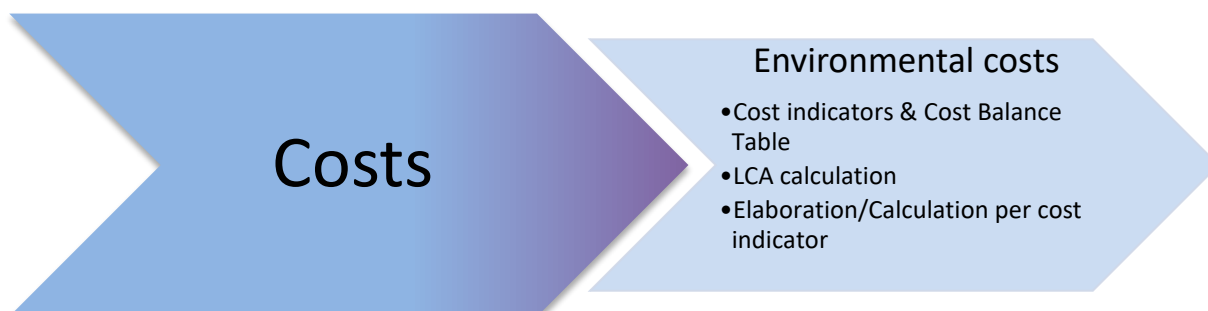 Costs
Environmental costs
•Cost indicators & Cost Balance
Table
•LCA calculation
•Elaboration/Calculation per cost
indicator